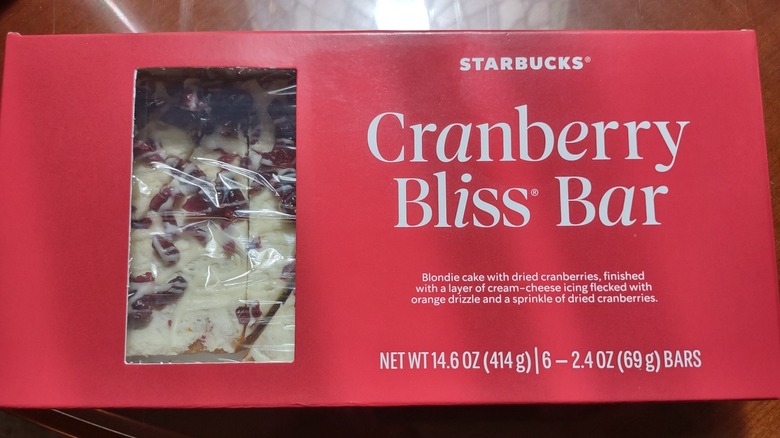 STARBUCKS®
Cranberry
Bliss® Bar
Blondie cake with dried cranberries, finished
with a layer of cream-cheese icing flecked with
orange drizzle and a sprinkle of dried cranberries.
NET WT 14.6 OZ (414 g) | 6 — 2.4 OZ (69 g) BARS